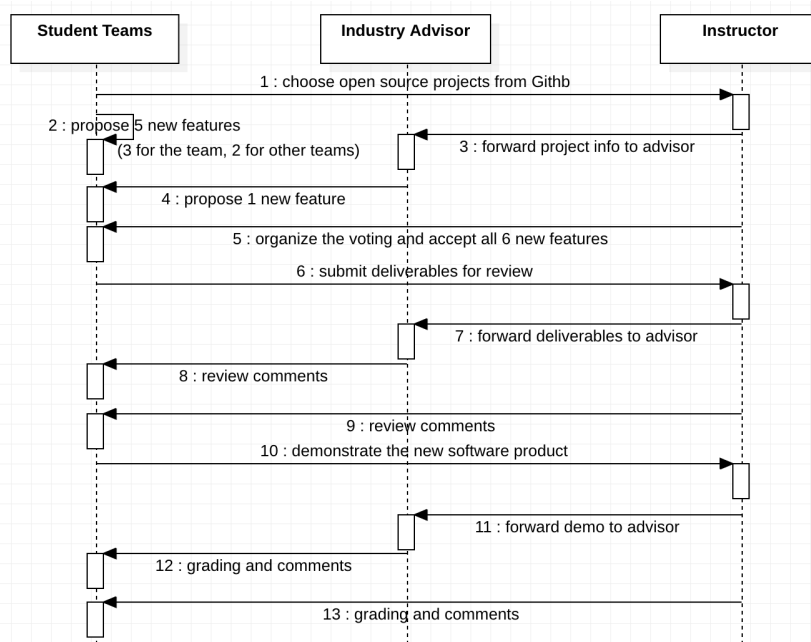 Student Teams
Industry Advisor
Instructor
1 : choose open source projects from Githb
2 : propose 5 new features
(3 for the team, 2 for other teams)
3 : forward project info to advisor
4 : propose 1 new feature
5 : organize the voting and accept all 6 new features
6 : submit deliverables for review
7 : forward deliverables to advisor
8 : review comments
9 : review comments
10 : demonstrate the new software product
11 : forward demo to advisor
12 : grading and comments
13 : grading and comments